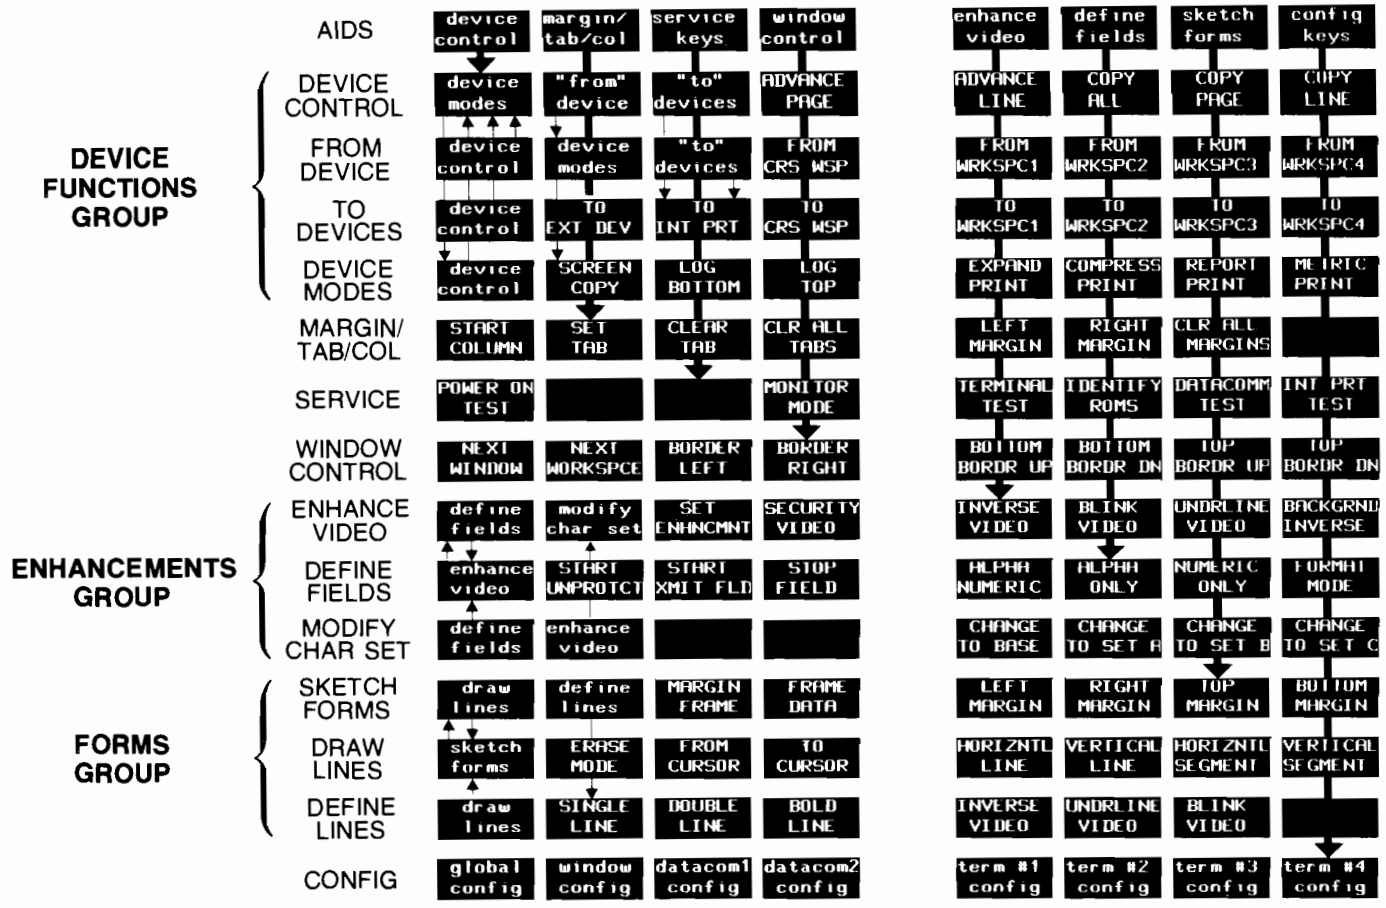 AIDS
device control
margin/ tab/col
service keys
window control
enhance video
define fields
sketch forms
config keys
DEVICE FUNCTIONS GROUP
DEVICE CONTROL
device modes
"from" device
"to" devices
ADVANCE PAGE
ADVANCE LINE
COPY ALL
COPY PAGE
COPY LINE
FROM DEVICE
device control
device modes
"to" devices
FROM CRS WSP
FROM WRKSPC1
FROM WRKSPC2
FROM WRKSPC3
FROM WRKSPC4
TO DEVICES
device control
TO EXT DEV
TO INT PRT
TO CRS WSP
TO WRKSPC1
TO WRKSPC2
TO WRKSPC3
TO WRKSPC4
DEVICE MODES
device control
SCREEN COPY
LOG BOTTOM
LOG TOP
EXPAND PRINT
COMPRESS PRINT
REPORT PRINT
METRIC PRINT
MARGIN/ TAB/COL
START COLUMN
SET TAB
CLEAR TAB
CLR ALL TABS
LEFT MARGIN
RIGHT MARGIN
CLR ALL MARGINS
SERVICE
POWER ON TEST
MONITOR MODE
TERMINAL TEST
IDENTIFY ROMS
DATACOMM TEST
INT PRT TEST
WINDOW CONTROL
NEXT WINDOW
NEXT WORKSPCE
BORDER LEFT
BORDER RIGHT
BOTTOM BORDR UP
BOTTOM BORDR DN
TOP BORDR UP
TOP BORDR DN
ENHANCEMENTS GROUP
ENHANCE VIDEO
define fields
modify char set
SET ENHNCMNT
SECURITY VIDEO
INVERSE VIDEO
BLINK VIDEO
UNDRLINE VIDEO
BACKGRND INVERSE
DEFINE FIELDS
enhance video
START UNPROTCT
START XMIT FLD
STOP FIELD
ALPHA NUMERIC
ALPHA ONLY
NUMERIC ONLY
FORMAT MODE
MODIFY CHAR SET
define fields
enhance video
CHANGE TO BASE
CHANGE TO SET A
CHANGE TO SET B
CHANGE TO SET C
FORMS GROUP
SKETCH FORMS
draw lines
define lines
MARGIN FRAME
FRAME DATA
LEFT MARGIN
RIGHT MARGIN
TOP MARGIN
BOTTOM MARGIN
DRAW LINES
sketch forms
ERASE MODE
FROM CURSOR
TO CURSOR
HORIZNTL LINE
VERTICAL LINE
HORIZNTL SEGMENT
VERTICAL SEGMENT
DEFINE LINES
draw lines
SINGLE LINE
DOUBLE LINE
BOLD LINE
INVERSE VIDEO
UNDRLINE VIDEO
BLINK VIDEO
CONFIG
global config
window config
datacom1 config
datacom2 config
term #1 config
term #2 config
term #3 config
term #4 config